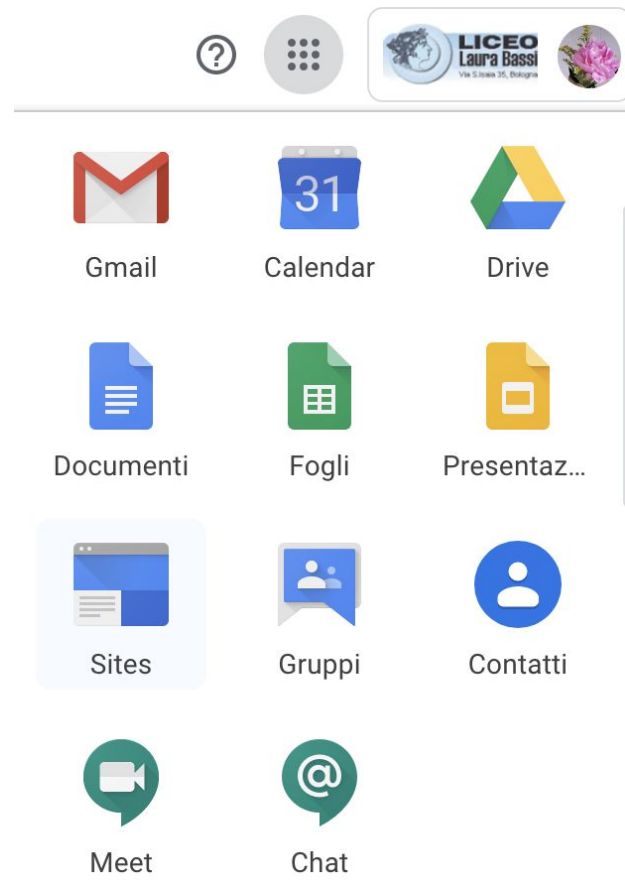 LICEO
Laura Bassi
Via S.Isaia 35, Bologna
31
Gmail
Calendar
Drive
Documenti
Fogli
Presentaz...
Sites
Gruppi
Contatti
Meet
Chat